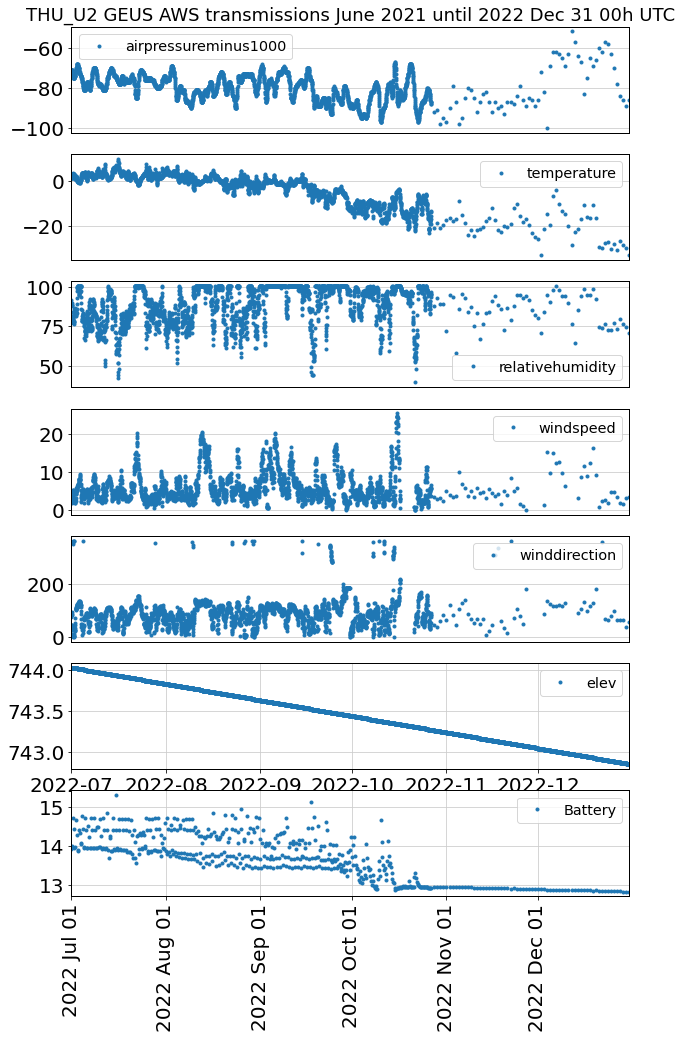 THU_U2 GEUS AWS transmissions June 2021 until 2022 Dec 31 00h UTC
−60
−80
−100
airpressureminus1000
0
−20
temperature
100
75
50
relativehumidity
20
10
0
windspeed
200
0
winddirection
744.0
743.5
743.0
elev
2022-07 2022-08 2022-09 2022-10 2022-11 2022-12
15
14
13
Battery
2022 Jul 01
2022 Aug 01
2022 Sep 01
2022 Oct 01
2022 Nov 01
2022 Dec 01